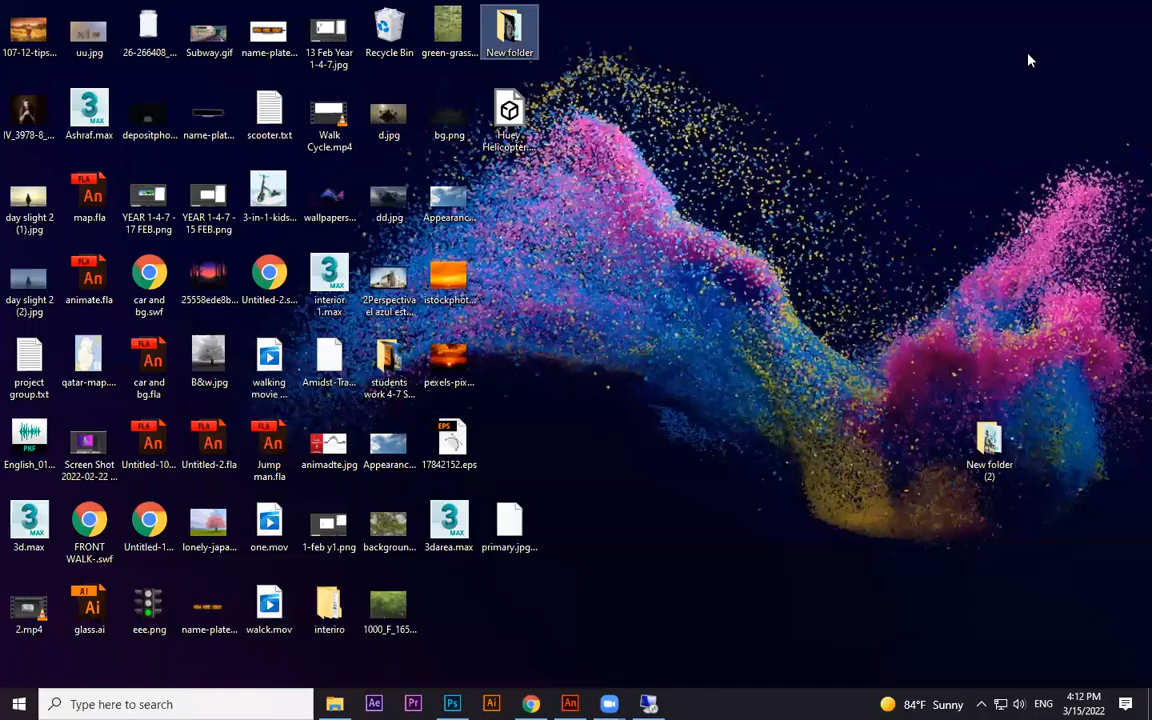 107-12-tips...
uu.jpg
26-266408_...
Subway.gif
name-plate...
13 Feb Year
1-4-7.jpg
Recycle Bin
green-grass...
New folder
IV_3978-8_...
Ashraf.max
depositpho...
name-plat...
scooter.txt
Walk
Cycle.mp4
d.jpg
bg.png
Huey
Helicopter....
day slight 2
(1).jpg
map.fla
YEAR 1-4-7 -
17 FEB.png
YEAR 1-4-7 -
15 FEB.png
3-in-1-kids...
wallpapers...
dd.jpg
Appearanc...
day slight 2
(2).jpg
animate.fla
car and
bg.swf
25558ede8b...
Untitled-2.s...
interior
1.max
2Perspectiva
el azul est...
istockphot...
project
group.txt
qatar-map....
car and
bg.fla
B&w.jpg
walking
movie ...
Amidst-Tra...
students
work 4-7 S...
pexels-pix...
English_01...
Screen Shot
2022-02-22 ...
Untitled-10...
Untitled-2.fla
Jump
man.fla
animadte.jpg
Appearanc...
17842152.eps
New folder
(2)
3d.max
FRONT
WALK-.swf
Untitled-1...
lonely-japa...
one.mov
1-feb y1.png
backgroun...
3darea.max
primary.jpg...
2.mp4
glass.ai
eee.png
name-plate...
walck.mov
interiro
1000_F_165...
Type here to search
84°F Sunny
ENG
4:12 PM
3/15/2022